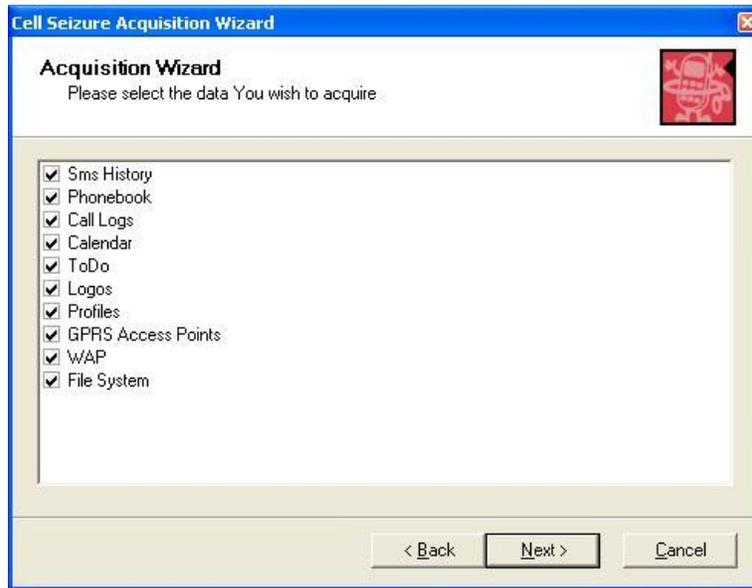 Cell Seizure Acquisition Wizard
Acquisition Wizard
Please select the data You wish to acquire
Sms History
Phonebook
Call Logs
Calendar
ToDo
Logos
Profiles
GPRS Access Points
WAP
File System
< Back Next > Cancel